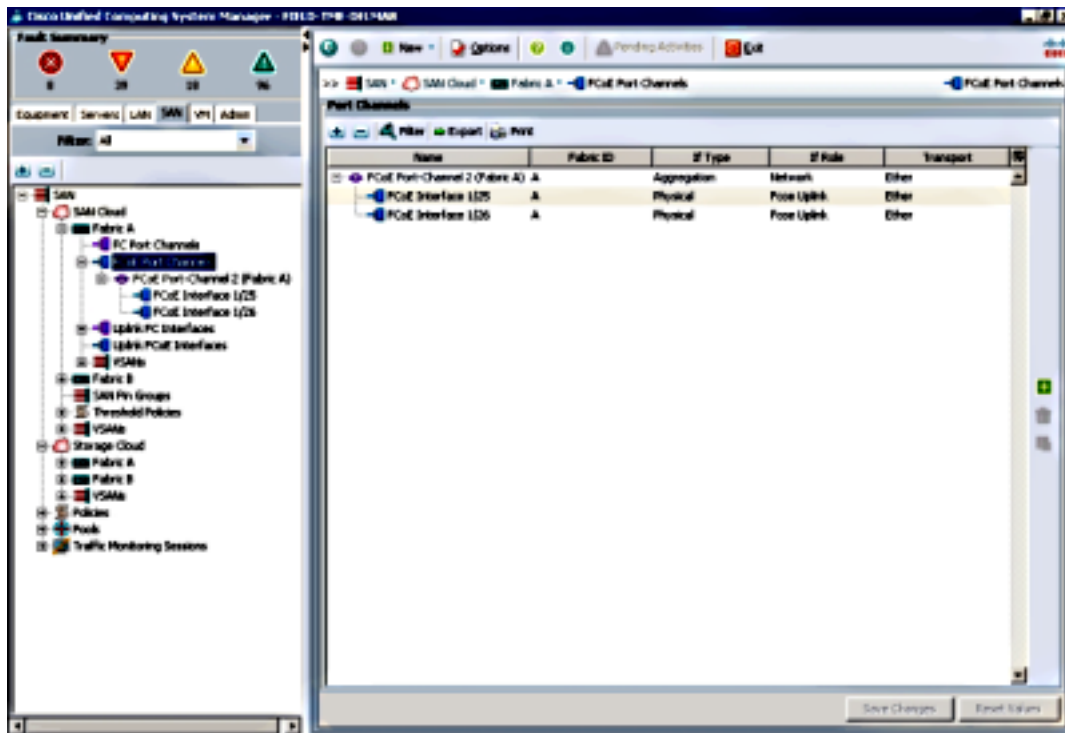 Cisco Unified Computing System Manager -
Fault Summary
Equipment Servers LAN SAN VM Admin
Filter: All
SAN
SAN Cloud
Fabric A
FC Port Channels
FCoE Port-Channel 2 (Fabric A)
FCoE Interface 1/25
FCoE Interface 1/26
Uplink FC Interfaces
Uplink FCoE Interfaces
VSANs
Fabric B
SAN Pin Groups
Threshold Policies
VSANs
Storage Cloud
Fabric A
Fabric B
VSANs
Policies
Pools
Traffic Monitoring Sessions
New Options Pending Activities Exit
>> SAN SAN Cloud Fabric A FCoE Port Channels FCoE Port Channels
Port Channels
Filter Export Print
Name Fabric ID If Type If Role Transport
FCoE Port-Channel 2 (Fabric A) A Aggregation Network Ether
FCoE Interface 1/25 A Physical Fcoe Uplink Ether
FCoE Interface 1/26 A Physical Fcoe Uplink Ether
Save Changes Reset Values